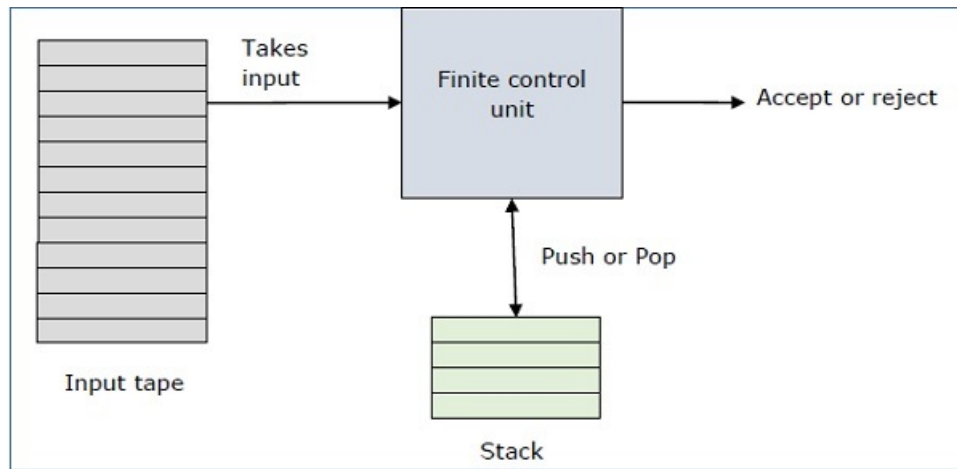 Takes
input
Finite control
unit
Accept or reject
Push or Pop
Input tape
Stack